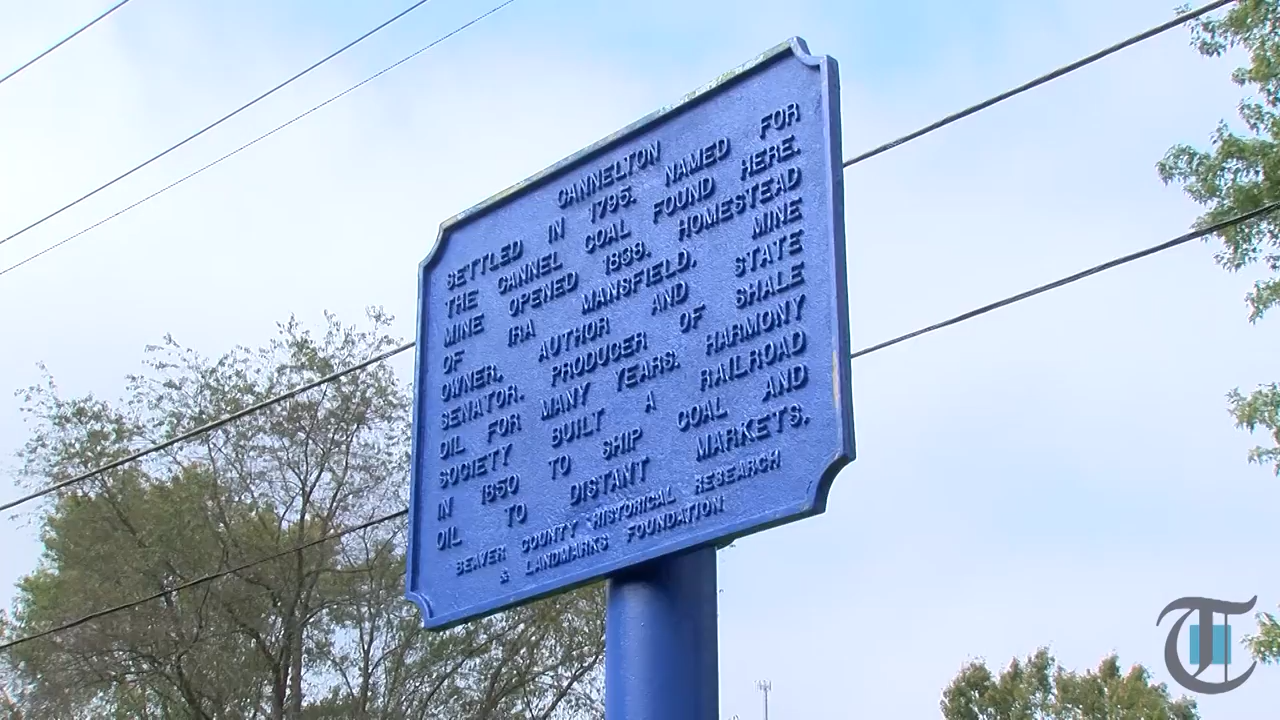 CANNELTON
SETTLED IN 1795. NAMED FOR
THE CANNEL COAL FOUND HERE.
MINE OPENED 1838. HOMESTEAD
OF IRA MANSFIELD, MINE
OWNER, AUTHOR AND STATE
SENATOR. PRODUCER OF SHALE
OIL FOR MANY YEARS. HARMONY
SOCIETY BUILT A RAILROAD
IN 1850 TO SHIP COAL AND
OIL TO DISTANT MARKETS.
BEAVER COUNTY HISTORICAL RESEARCH
& LANDMARKS FOUNDATION
T